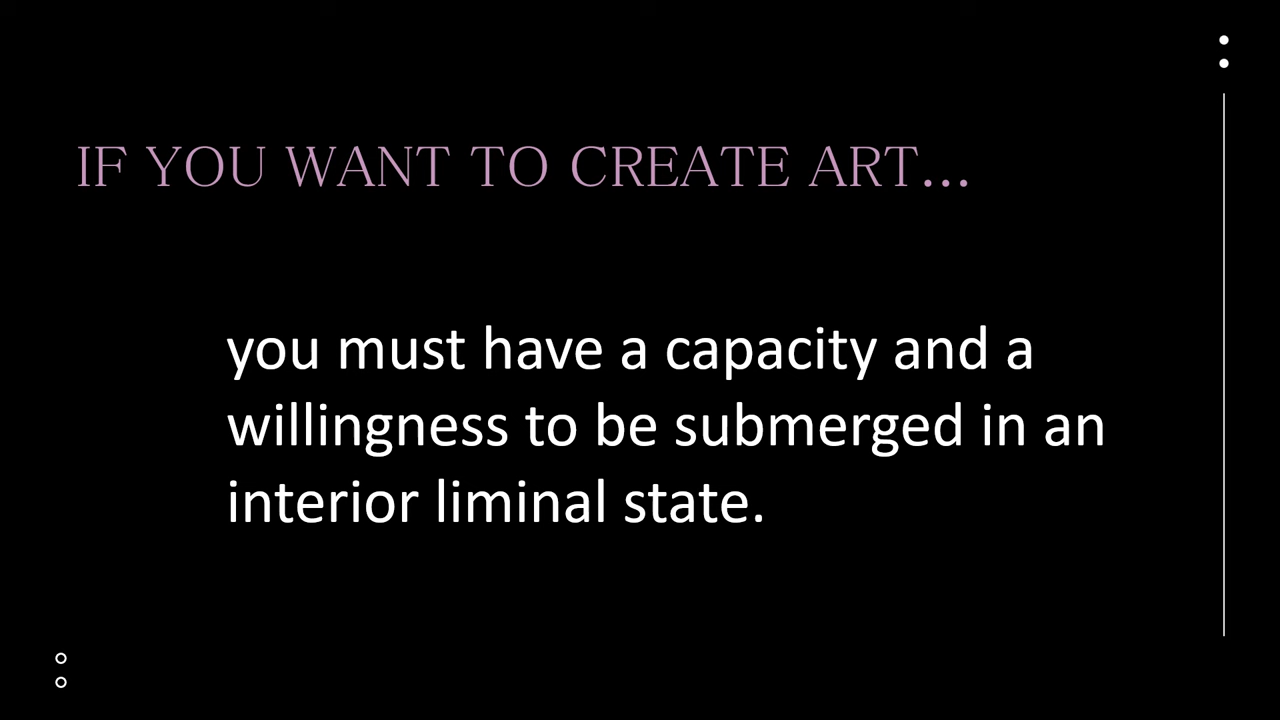 IF YOU WANT TO CREATE ART...
you must have a capacity and a
willingness to be submerged in an
interior liminal state.